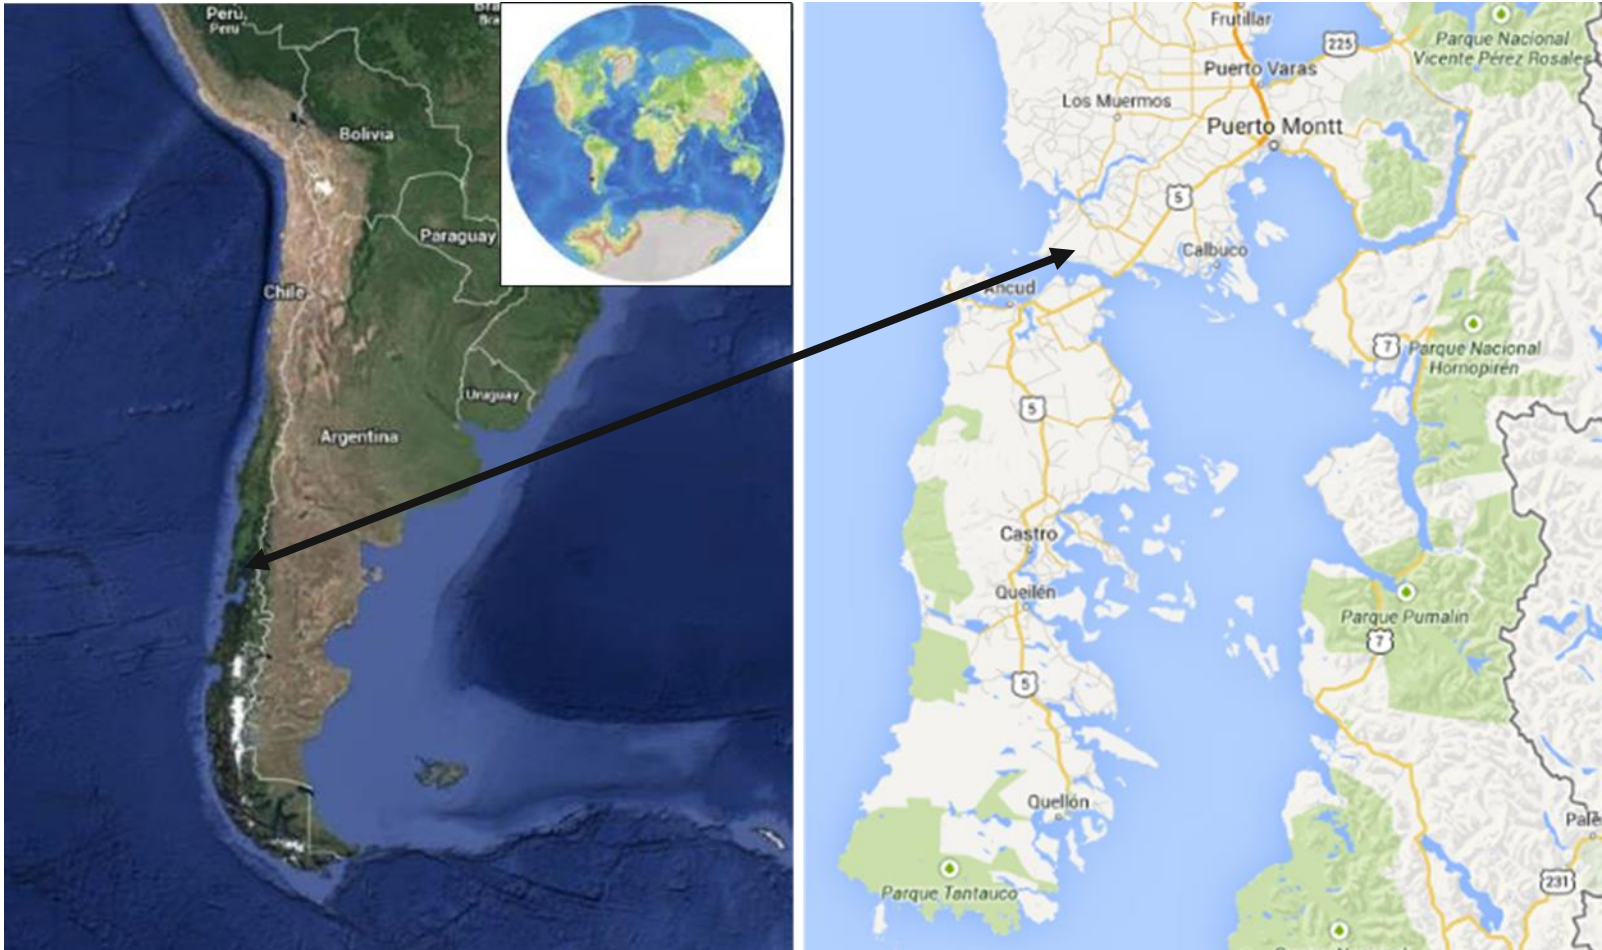 Perú,
Peru
Bolivia
Paraguay
Chile
Uruguay
Argentina
Frutillar
225
Parque Nacional
Vicente Pérez Rosales
Puerto Varas
Los Muermos
Puerto Montt
5
Calbuco
Ancud
7
Parque Nacional
Hornopirén
5
Castro
Queilén
Parque Pumalín
7
5
Quellón
231
Parque Tantauco